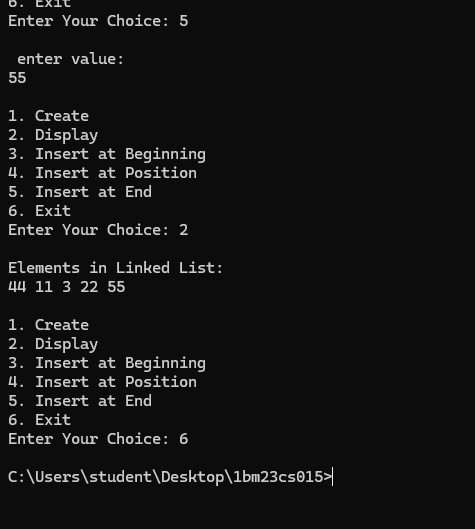 6. Exit
Enter Your Choice: 5
enter value:
55
1. Create
2. Display
3. Insert at Beginning
4. Insert at Position
5. Insert at End
6. Exit
Enter Your Choice: 2
Elements in Linked List:
44 11 3 22 55
1. Create
2. Display
3. Insert at Beginning
4. Insert at Position
5. Insert at End
6. Exit
Enter Your Choice: 6
C:\Users\student\Desktop\1bm23cs015>